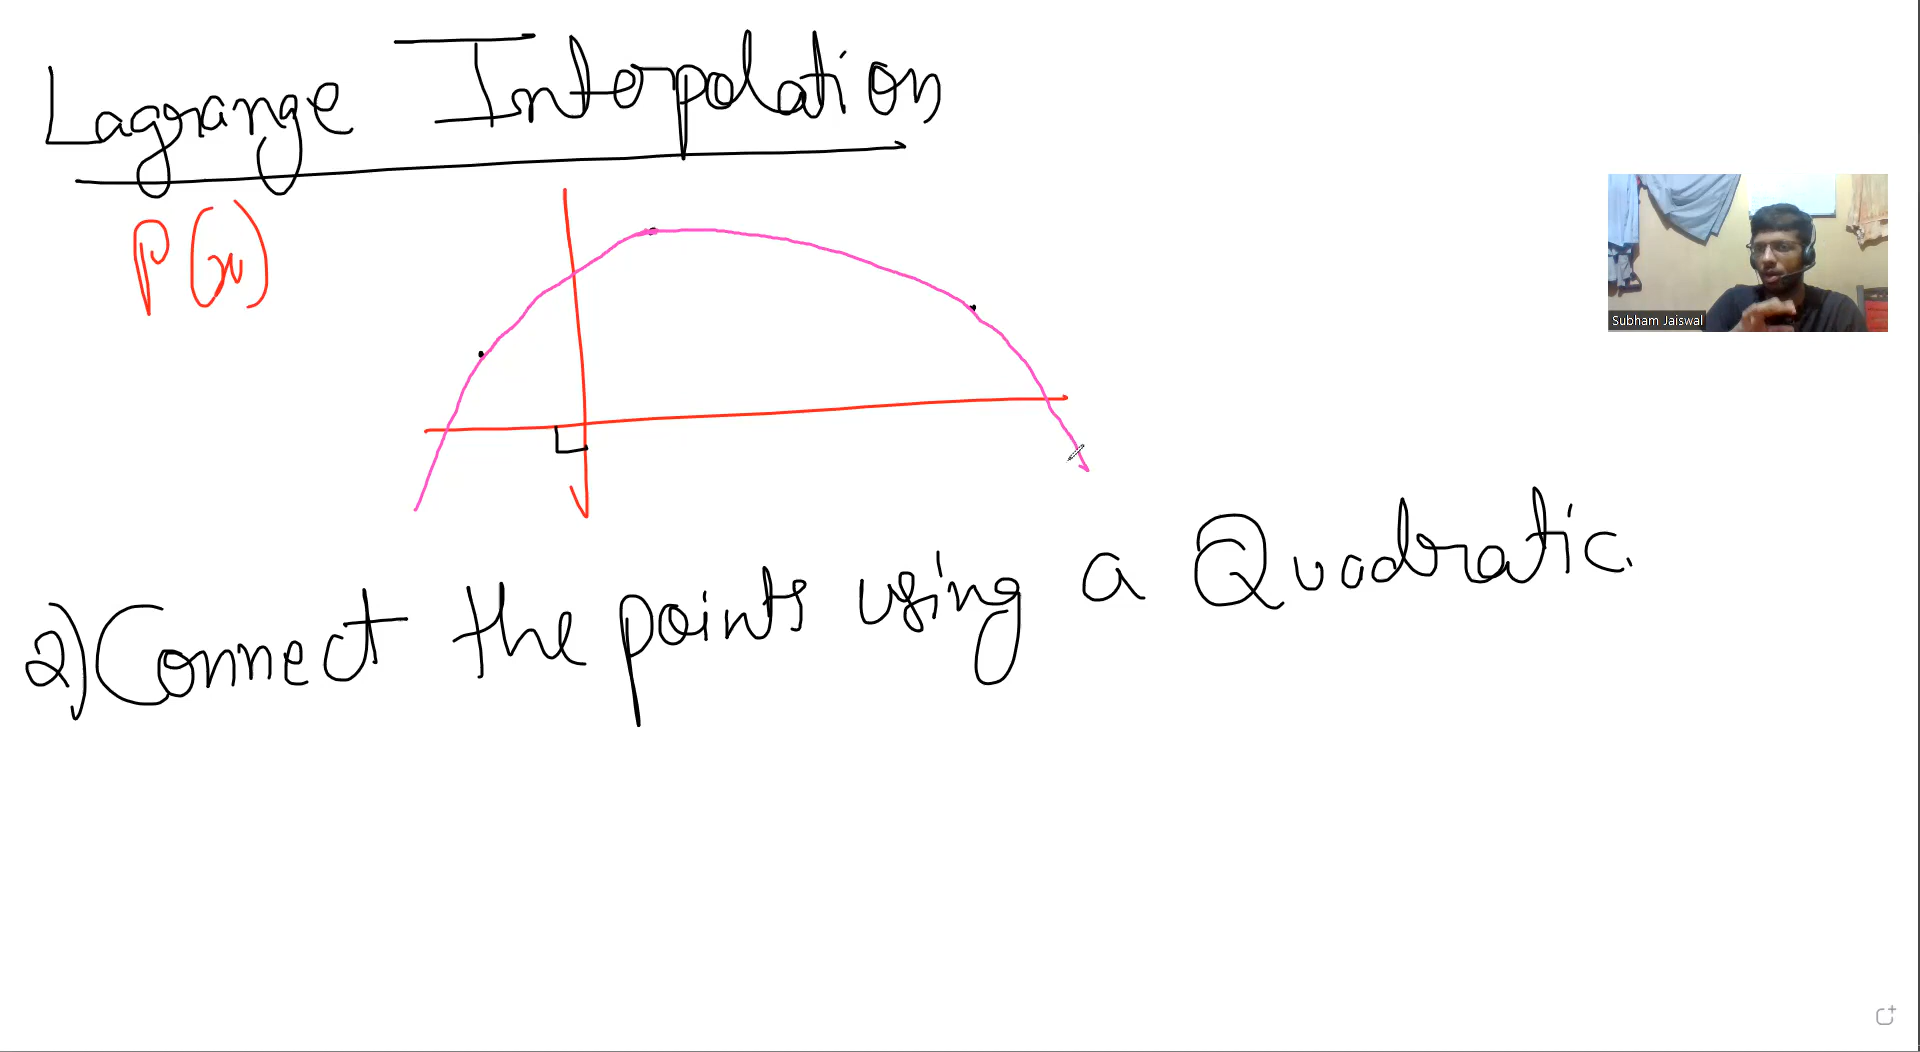 Lagrange Interpolation
P(x)
Subham Jaiswal
2) Connect the points using a Quadratic.